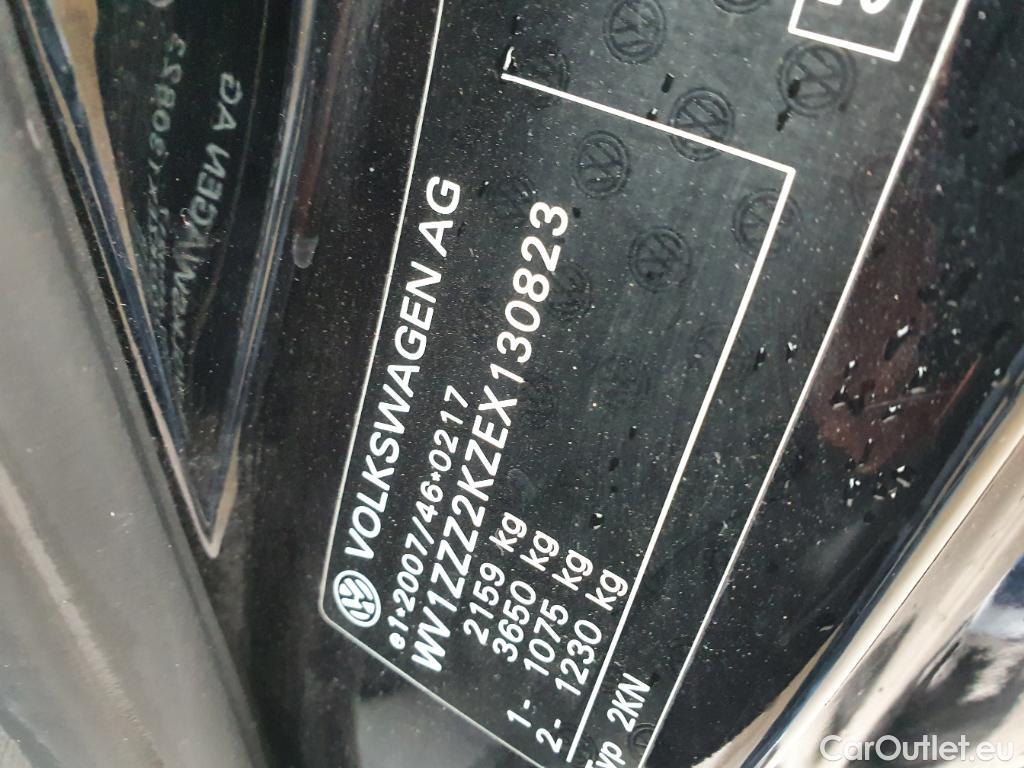 VOLKSWAGEN AG
e1*2007/46*0217
WV1ZZZ2KZEX130823
2159 kg
3650 kg
1- 1075 kg
2- 1230 kg
Typ 2KN
CarOutlet.eu